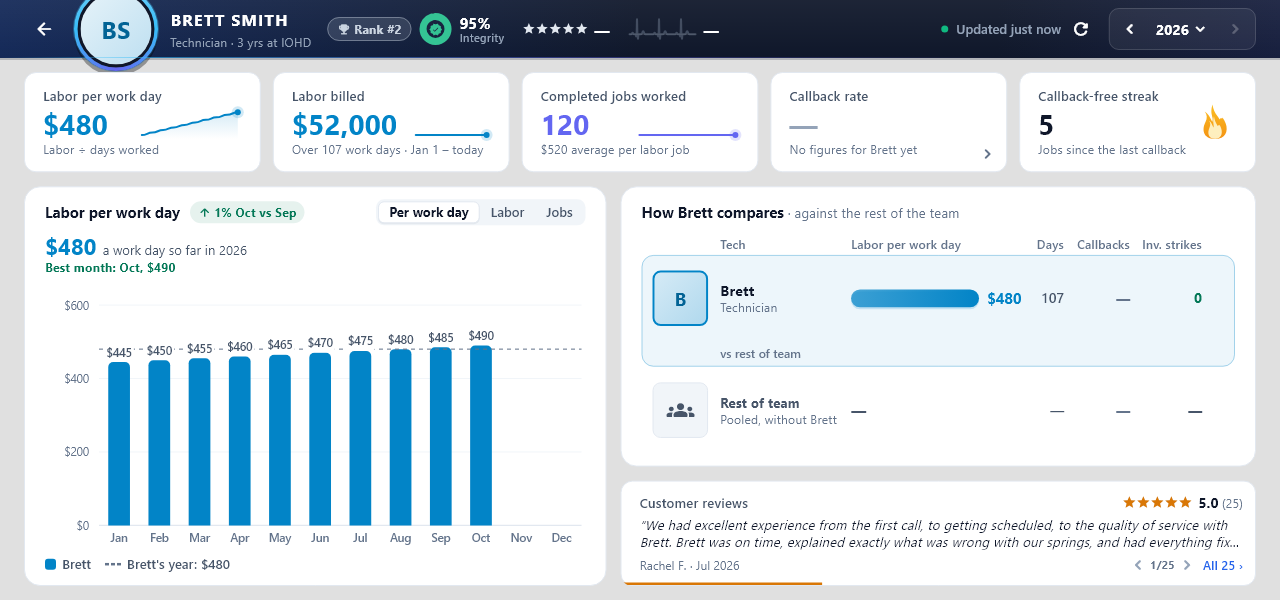 BS
BRETT SMITH
Technician · 3 yrs at IOHD
Rank #2
95%
Integrity
—
—
Updated just now
2026
Labor per work day
$480
Labor ÷ days worked
Labor billed
$52,000
Over 107 work days · Jan 1 – today
Completed jobs worked
120
$520 average per labor job
Callback rate
—
No figures for Brett yet
Callback-free streak
5
Jobs since the last callback
Labor per work day
↑ 1% Oct vs Sep
Per work day
Labor
Jobs
$480 a work day so far in 2026
Best month: Oct, $490
$600
$400
$200
$0
$445 $450 $455 $460 $465 $470 $475 $480 $485 $490
Jan Feb Mar Apr May Jun Jul Aug Sep Oct Nov Dec
Brett
Brett's year: $480
How Brett compares · against the rest of the team
Tech Labor per work day Days Callbacks Inv. strikes
B
Brett
Technician
$480 107 — 0
vs rest of team
Rest of team
Pooled, without Brett
— — — —
Customer reviews
5.0 (25)
"We had excellent experience from the first call, to getting scheduled, to the quality of service with
Brett. Brett was on time, explained exactly what was wrong with our springs, and had everything fix...
Rachel F. · Jul 2026
1/25
All 25 ›